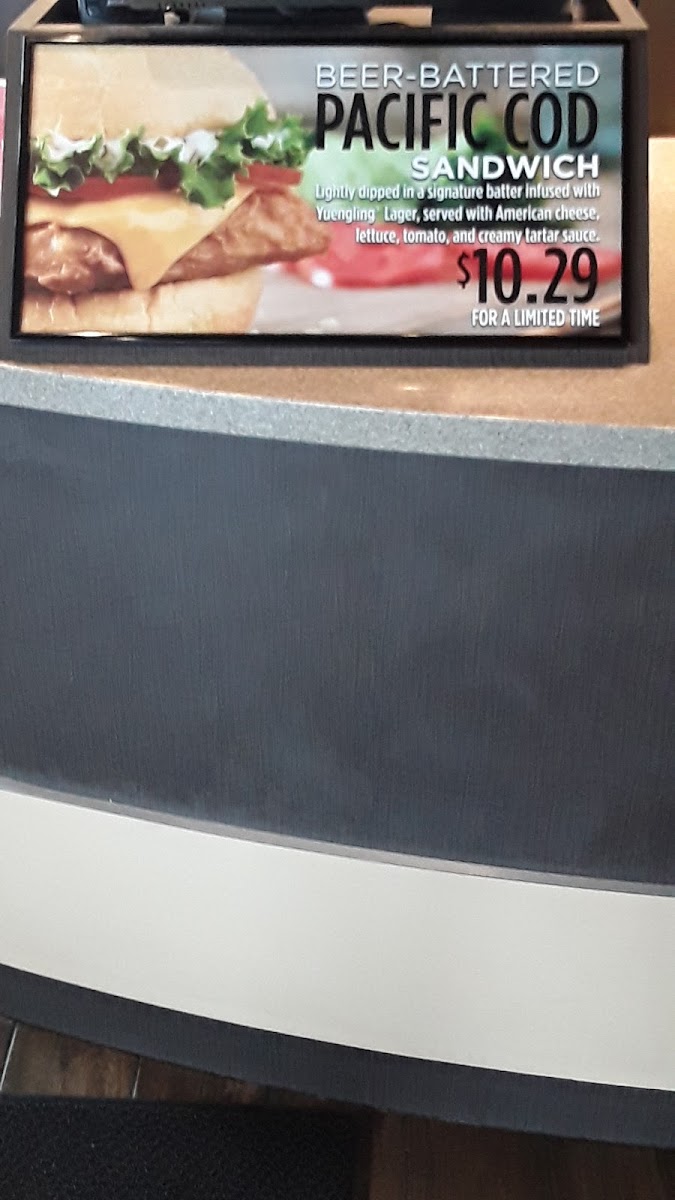 BEER-BATTERED
PACIFIC COD
SANDWICH
Lightly dipped in a signature batter infused with
Yuengling® Lager, served with American cheese,
lettuce, tomato, and creamy tartar sauce.
$10.29
FOR A LIMITED TIME